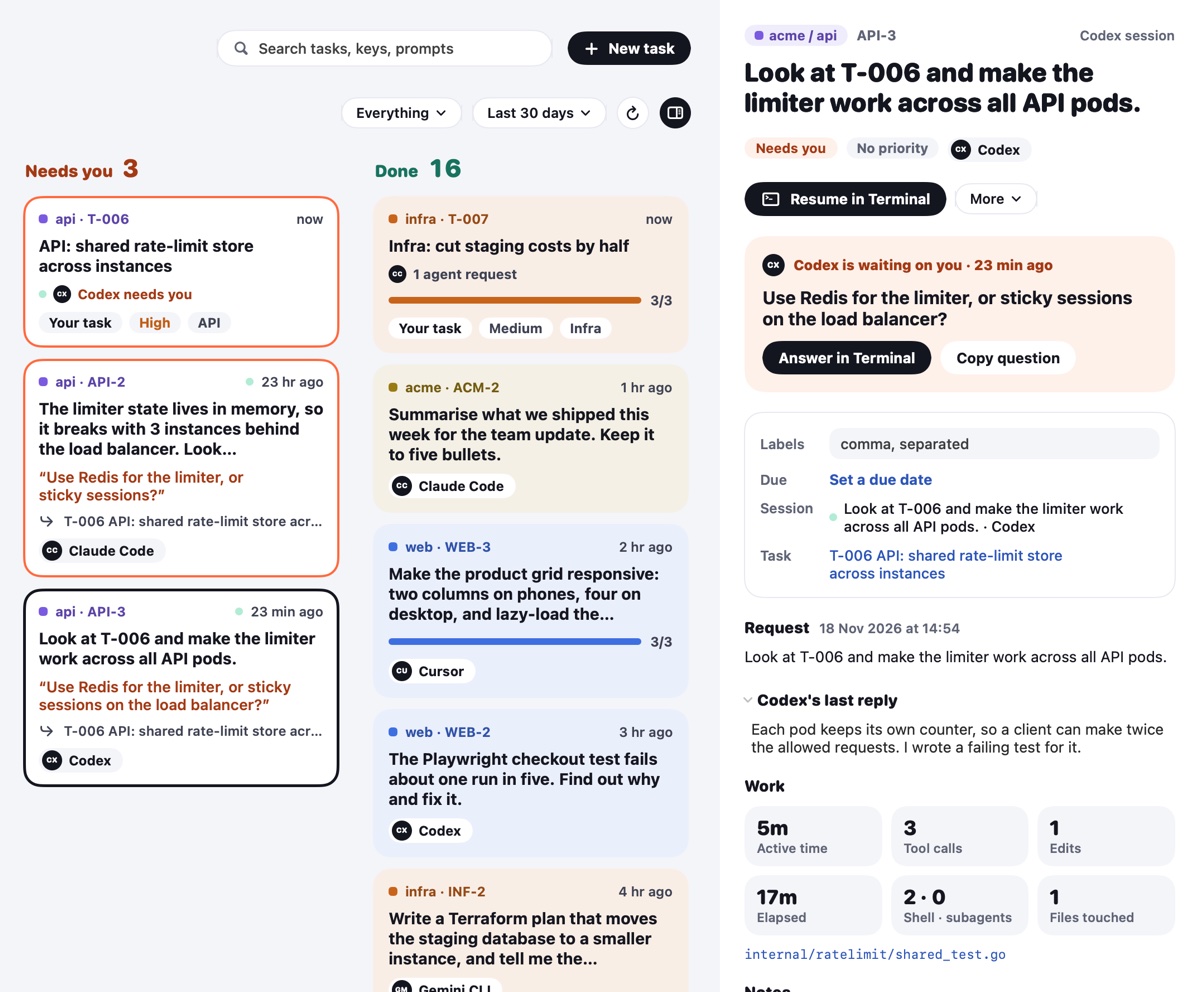 Search tasks, keys, prompts
New task
Everything
Last 30 days
Needs you 3
api · T-006 now
API: shared rate-limit store
across instances
cx Codex needs you
Your task High API
api · API-2 23 hr ago
The limiter state lives in memory, so
it breaks with 3 instances behind
the load balancer. Look...
“Use Redis for the limiter, or
sticky sessions?”
T-006 API: shared rate-limit store acr...
cc Claude Code
api · API-3 23 min ago
Look at T-006 and make the limiter
work across all API pods.
“Use Redis for the limiter, or sticky
sessions on the load balancer?”
T-006 API: shared rate-limit store acr...
cx Codex
Done 16
infra · T-007 now
Infra: cut staging costs by half
cc 1 agent request
3/3
Your task Medium Infra
acme · ACM-2 1 hr ago
Summarise what we shipped this
week for the team update. Keep it
to five bullets.
cc Claude Code
web · WEB-3 2 hr ago
Make the product grid responsive:
two columns on phones, four on
desktop, and lazy-load the...
3/3
cu Cursor
web · WEB-2 3 hr ago
The Playwright checkout test fails
about one run in five. Find out why
and fix it.
cx Codex
infra · INF-2 4 hr ago
Write a Terraform plan that moves
the staging database to a smaller
instance, and tell me the...
GM Gemini CLI
acme / api API-3 Codex session
Look at T-006 and make the
limiter work across all API pods.
Needs you No priority cx Codex
Resume in Terminal More
cx Codex is waiting on you · 23 min ago
Use Redis for the limiter, or sticky sessions
on the load balancer?
Answer in Terminal Copy question
Labels comma, separated
Due Set a due date
Session Look at T-006 and make the limiter work
across all API pods. · Codex
Task T-006 API: shared rate-limit store
across instances
Request 18 Nov 2026 at 14:54
Look at T-006 and make the limiter work across all API pods.
Codex's last reply
Each pod keeps its own counter, so a client can make twice
the allowed requests. I wrote a failing test for it.
Work
5m 3 1
Active time Tool calls Edits
17m 2 · 0 1
Elapsed Shell · subagents Files touched
internal/ratelimit/shared_test.go
Notes